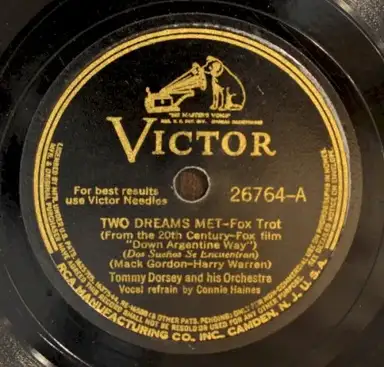 "HIS MASTER'S VOICE"
VICTOR
For best results
use Victor Needles
26764-A
TWO DREAMS MET-Fox Trot
(From the 20th Century-Fox film
"Down Argentine Way")
(Dos Sueños Se Encuentran)
(Mack Gordon-Harry Warren)
Tommy Dorsey and his Orchestra
Vocal refrain by Connie Haines
RCA MANUFACTURING CO. INC., CAMDEN, N. J., U. S. A.